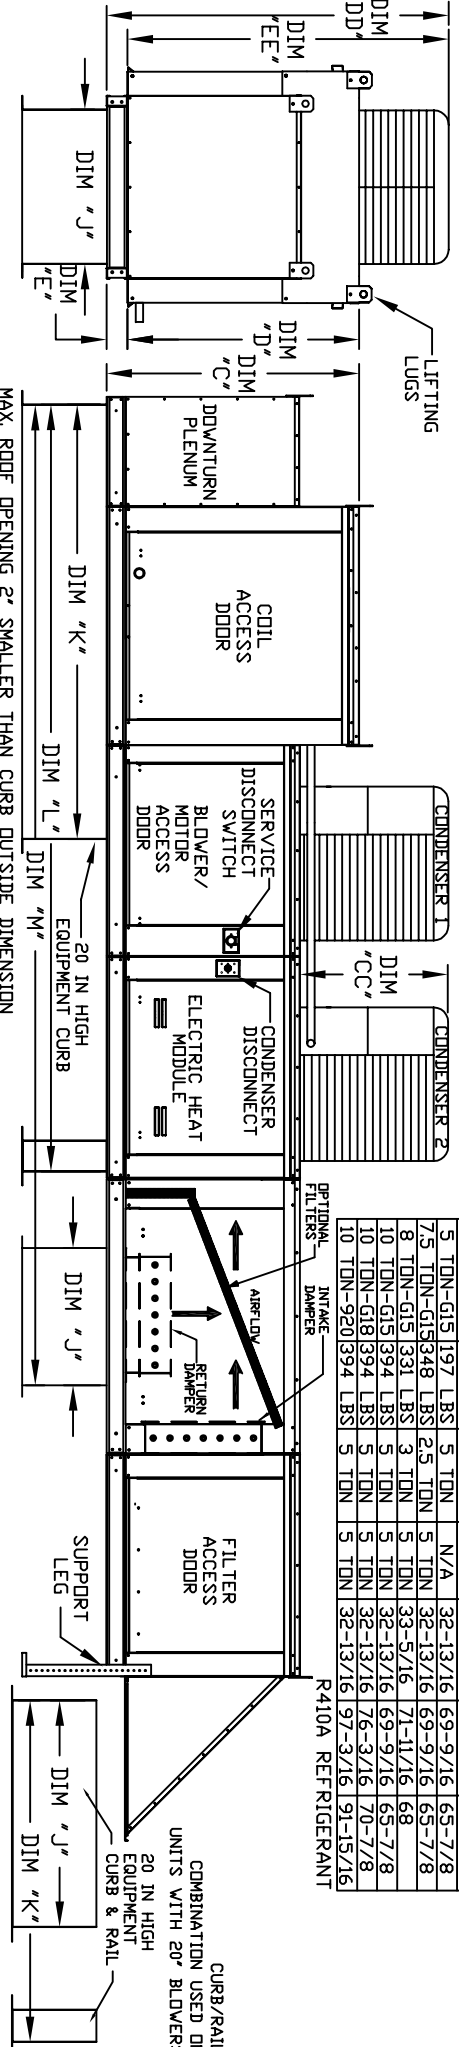 DIM
DD"
DIM
"EE"
LIFTING
LUGS
DIM "J"
DIM
"E"
DIM
"D"
DIM
"C"
DOWNTURN
PLENUM
COIL
ACCESS
DOOR
SERVICE
DISCONNECT
SWITCH
BLOWER/
MOTOR
ACCESS
DOOR
CONDENSER 1
CONDENSER 2
DIM
"CC"
CONDENSER
DISCONNECT
ELECTRIC HEAT
MODULE
OPTIONAL
FILTERS
INTAKE
DAMPER
AIRFLOW
RETURN
DAMPER
FILTER
ACCESS
DOOR
SUPPORT
LEG
DIM "K"
DIM "L"
DIM "M"
20 IN HIGH
EQUIPMENT CURB
DIM "J"
MAX. ROOF OPENING 2" SMALLER THAN CURB OUTSIDE DIMENSION
5 TON-G15 197 LBS 5 TON N/A 32-13/16 69-9/16 65-7/8
7.5 TON-G15 348 LBS 2.5 TON 5 TON 32-13/16 69-9/16 65-7/8
8 TON-G15 331 LBS 3 TON 5 TON 33-5/16 71-11/16 68
10 TON-G15 394 LBS 5 TON 5 TON 32-13/16 69-9/16 65-7/8
10 TON-G18 394 LBS 5 TON 5 TON 32-13/16 76-3/16 70-7/8
10 TON-920 394 LBS 5 TON 5 TON 32-13/16 97-3/16 91-15/16
R410A REFRIGERANT
DIM "J"
DIM "K"
20 IN HIGH
EQUIPMENT
CURB & RAIL
CURB/RAIL
COMBINATION USED
UNITS WITH 20" BLOWERS